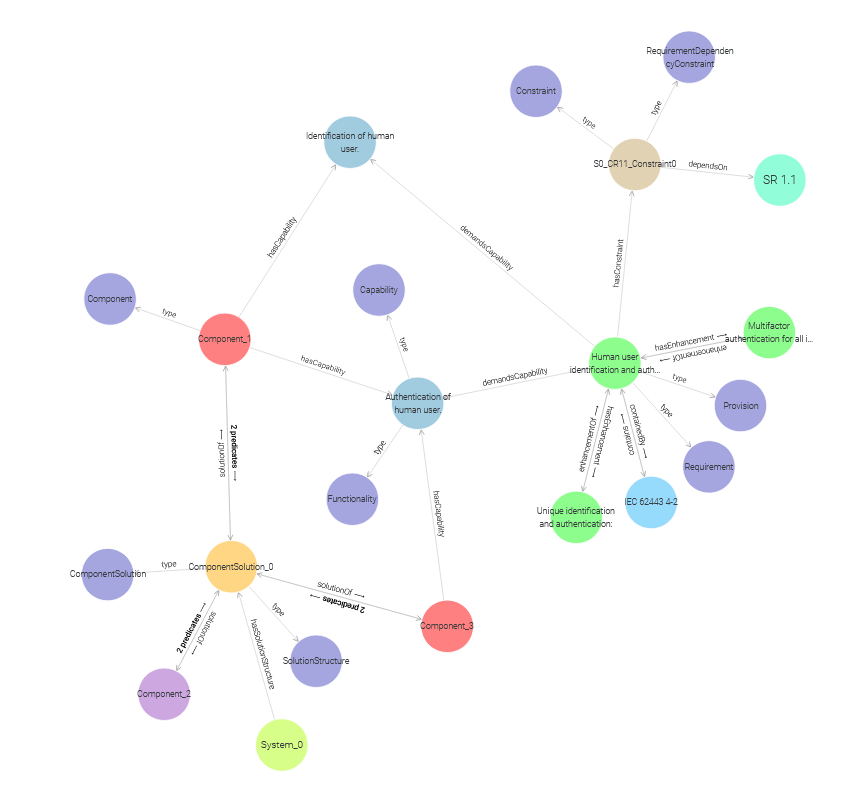 RequirementDependen
cyConstraint
Constraint
type
type
Identification of human
user.
S0_CR11_Constraint0
dependsOn
SR 1.1
hasCapability
demandsCapability
hasConstraint
Component
type
Capability
Component_1
type
hasCapability
Multifactor
authentication for all i...
hasEnhancement
enhancementOf
Human user
identification and auth...
demandsCapability
type
Provision
type
Authentication of
human user.
containedBy
contains
enhancementOf
hasEnhancement
2 predicates
solutionOf
type
Requirement
Functionality
hasCapability
IEC 62443 4-2
Unique identification
and authentication:
ComponentSolution
type
ComponentSolution_0
solutionOf
2 predicates
type
2 predicates
solutionOf
hasSolutionStructure
Component_3
SolutionStructure
Component_2
System_0